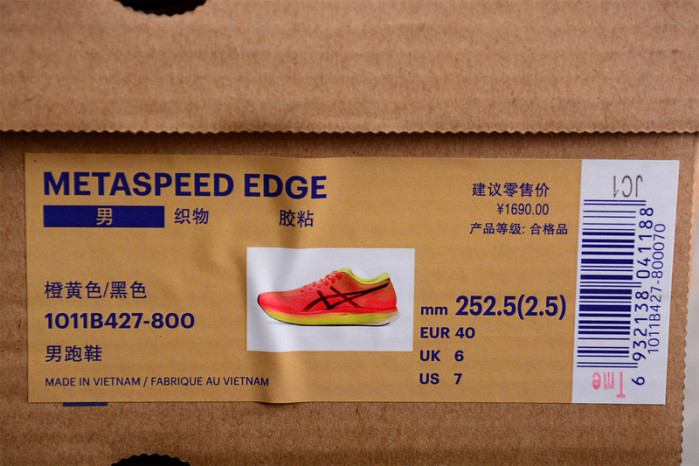 METASPEED EDGE
男
织物
胶粘
建议零售价
¥1690.00
产品等级: 合格品
橙黄色/黑色
1011B427-800
男跑鞋
MADE IN VIETNAM / FABRIQUE AU VIETNAM
mm 252.5(2.5)
EUR 40
UK 6
US 7
JC1
6 932138 041188
1011B427-800070
Tme